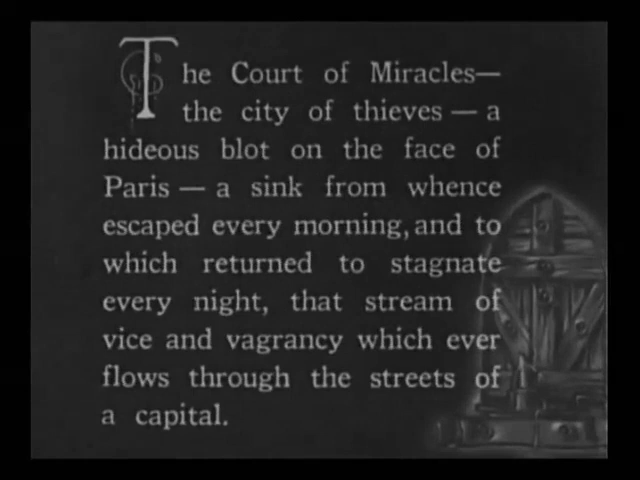 The Court of Miracles—
the city of thieves — a
hideous blot on the face of
Paris — a sink from whence
escaped every morning, and to
which returned to stagnate
every night, that stream of
vice and vagrancy which ever
flows through the streets of
a capital.